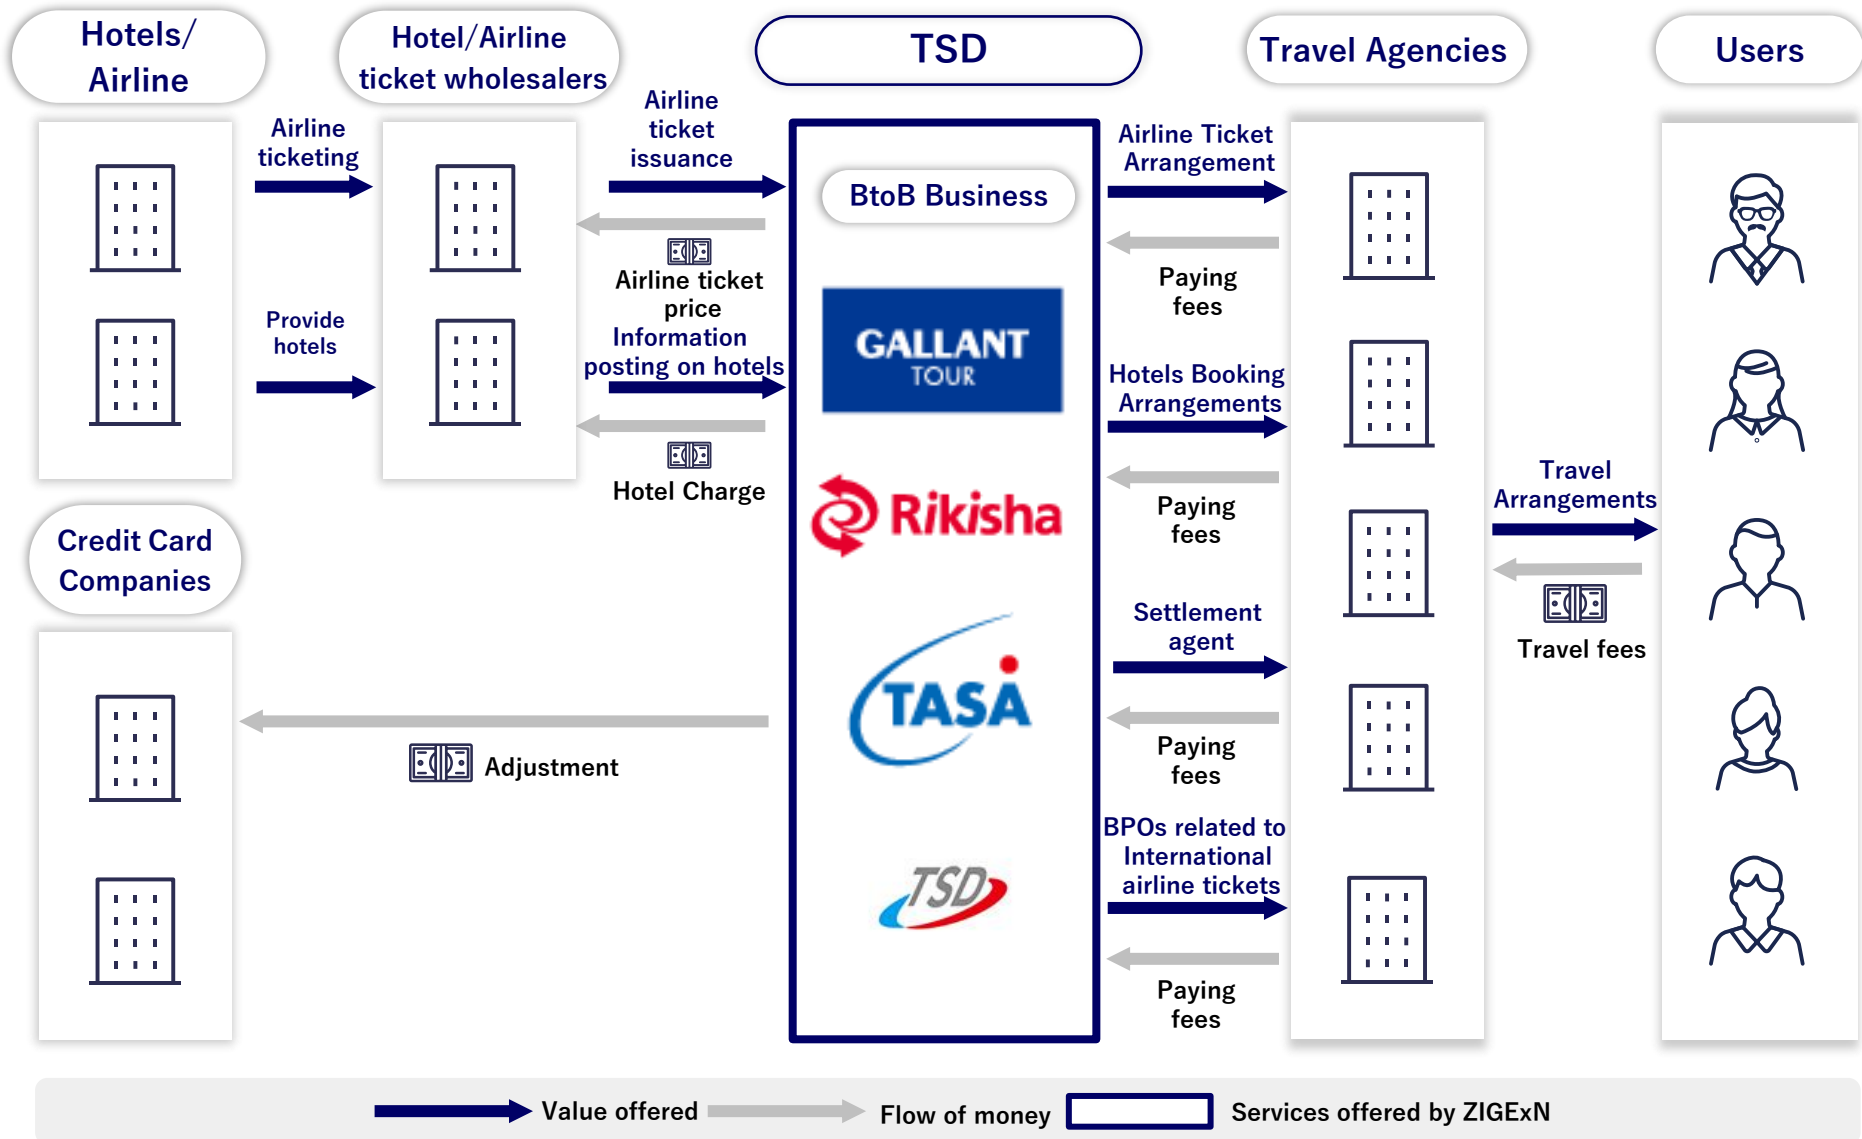 Hotels/
Airline
Hotel/Airline
ticket wholesalers
TSD
Travel Agencies
Users
Airline
ticketing
Provide
hotels
Airline
ticket
issuance
Airline ticket
price
Information
posting on hotels
Hotel Charge
BtoB Business
GALLANT
TOUR
Rikisha
TASA
TSD
Airline Ticket
Arrangement
Paying
fees
Hotels Booking
Arrangements
Paying
fees
Settlement
agent
Paying
fees
BPOs related to
International
airline tickets
Paying
fees
Travel
Arrangements
Travel fees
Credit Card
Companies
Adjustment
Value offered
Flow of money
Services offered by ZIGExN